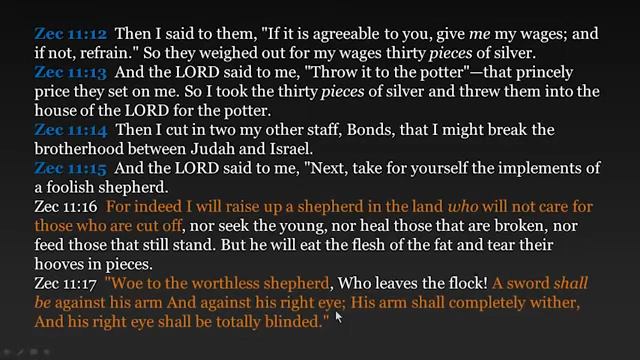 Zec 11:12  Then I said to them, "If it is agreeable to you, give me my wages; and
if not, refrain." So they weighed out for my wages thirty pieces of silver.
Zec 11:13  And the LORD said to me, "Throw it to the potter"—that princely
price they set on me. So I took the thirty pieces of silver and threw them into the
house of the LORD for the potter.
Zec 11:14  Then I cut in two my other staff, Bonds, that I might break the
brotherhood between Judah and Israel.
Zec 11:15  And the LORD said to me, "Next, take for yourself the implements of
a foolish shepherd.
Zec 11:16  For indeed I will raise up a shepherd in the land who will not care for
those who are cut off, nor seek the young, nor heal those that are broken, nor
feed those that still stand. But he will eat the flesh of the fat and tear their
hooves in pieces.
Zec 11:17  "Woe to the worthless shepherd, Who leaves the flock! A sword shall
be against his arm And against his right eye; His arm shall completely wither,
And his right eye shall be totally blinded."